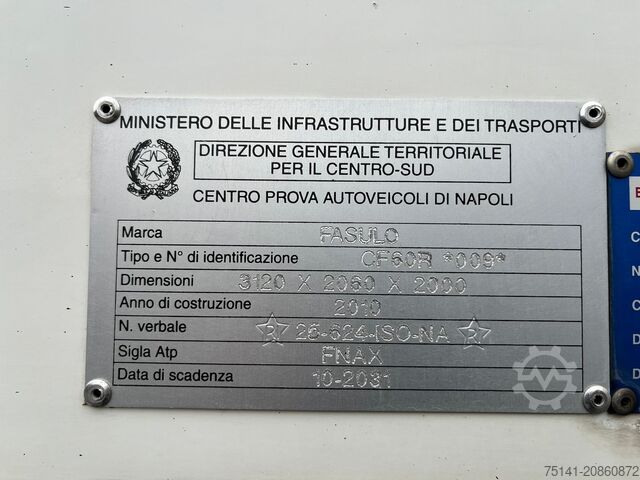 MINISTERO DELLE INFRASTRUTTURE E DEI TRASPORTI
DIREZIONE GENERALE TERRITORIALE
PER IL CENTRO-SUD
CENTRO PROVA AUTOVEICOLI DI NAPOLI
Marca FASULO
Tipo e N° di identificazione CF60R *009*
Dimensioni 3120 X 2060 X 2000
Anno di costruzione 2010
N. verbale R 26-624-ISO-NA R
Sigla Atp FNAX
Data di scadenza 10-2031
E
C
N
C
D
D
75141-20860872